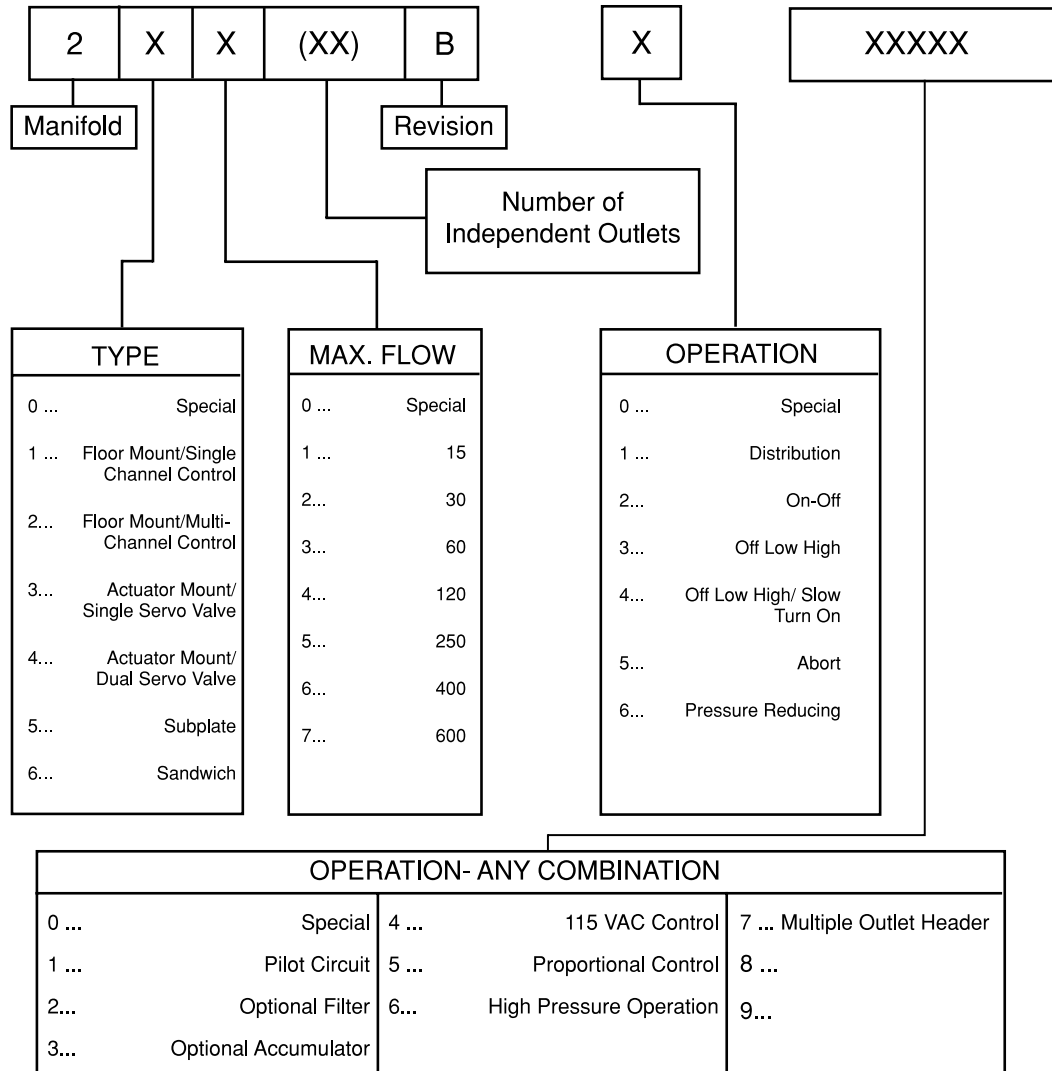 2 X X (XX) B X XXXXX
Manifold
Revision
Number of
Independent Outlets
TYPE
0 ... Special
1 ... Floor Mount/Single
Channel Control
2... Floor Mount/Multi-
Channel Control
3... Actuator Mount/
Single Servo Valve
4... Actuator Mount/
Dual Servo Valve
5... Subplate
6... Sandwich
MAX. FLOW
0 ... Special
1 ... 15
2... 30
3... 60
4... 120
5... 250
6... 400
7... 600
OPERATION
0 ... Special
1 ... Distribution
2... On-Off
3... Off Low High
4... Off Low High/ Slow
Turn On
5... Abort
6... Pressure Reducing
OPERATION- ANY COMBINATION
0 ... Special
1 ... Pilot Circuit
2... Optional Filter
3... Optional Accumulator
4 ... 115 VAC Control
5 ... Proportional Control
6... High Pressure Operation
7 ... Multiple Outlet Header
8 ...
9...